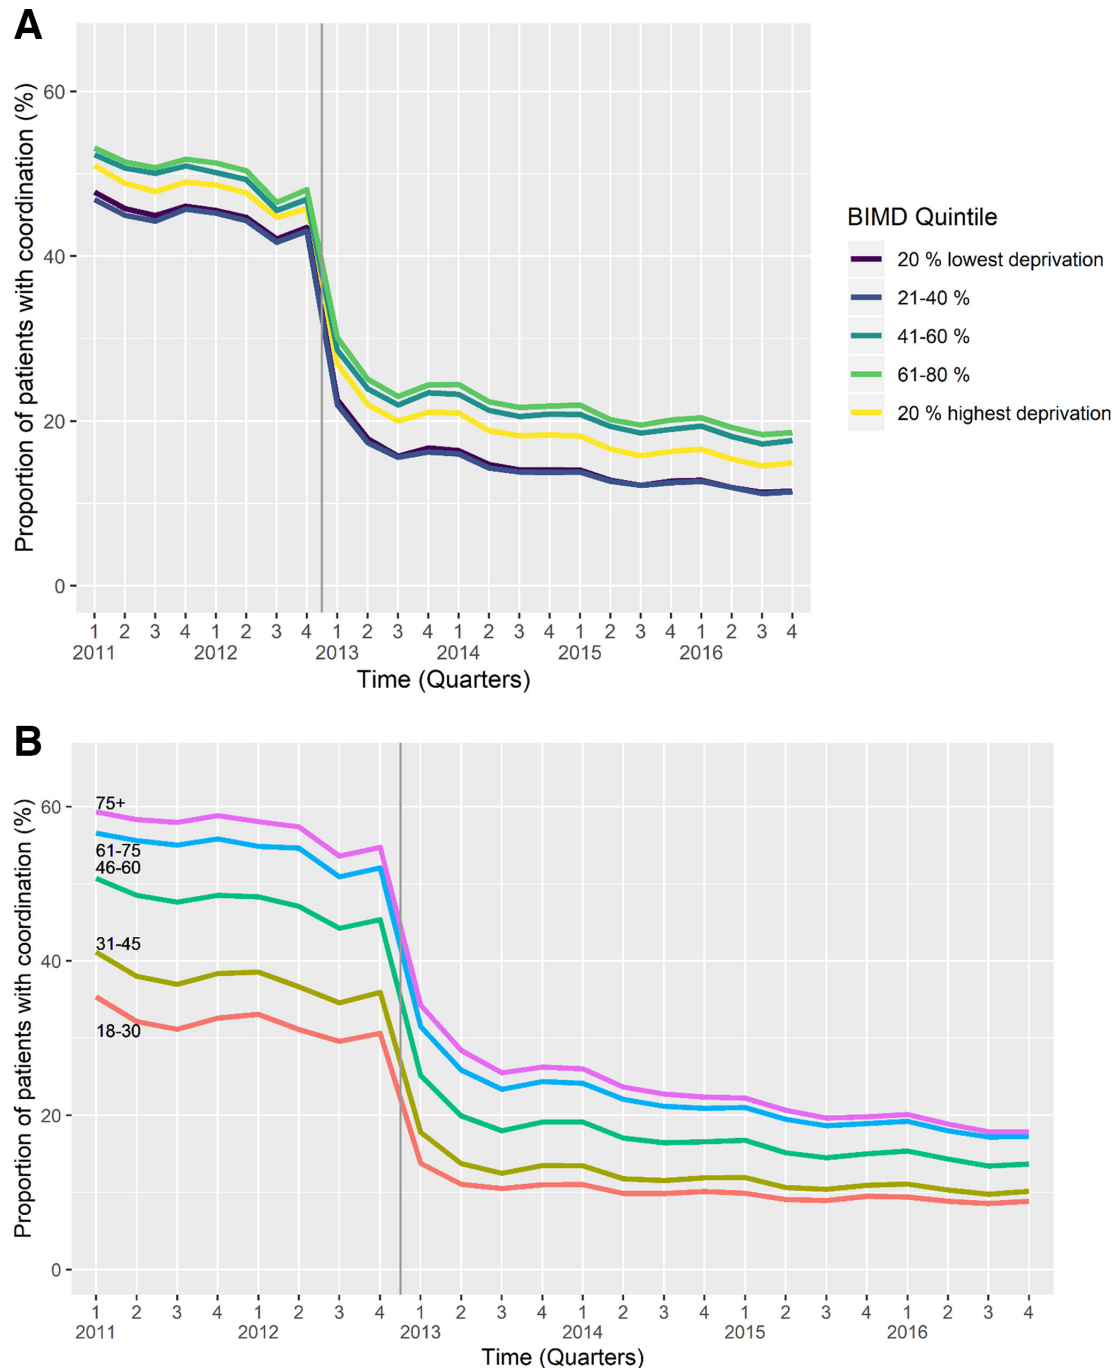 A
Proportion of patients with coordination (%)
60
40
20
0
1 2 3 4 1 2 3 4 1 2 3 4 1 2 3 4 1 2 3 4 1 2 3 4
2011 2012 2013 2014 2015 2016
Time (Quarters)
BIMD Quintile
20 % lowest deprivation
21-40 %
41-60 %
61-80 %
20 % highest deprivation
B
Proportion of patients with coordination (%)
60
40
20
0
75+
61-75
46-60
31-45
18-30
1 2 3 4 1 2 3 4 1 2 3 4 1 2 3 4 1 2 3 4 1 2 3 4
2011 2012 2013 2014 2015 2016
Time (Quarters)